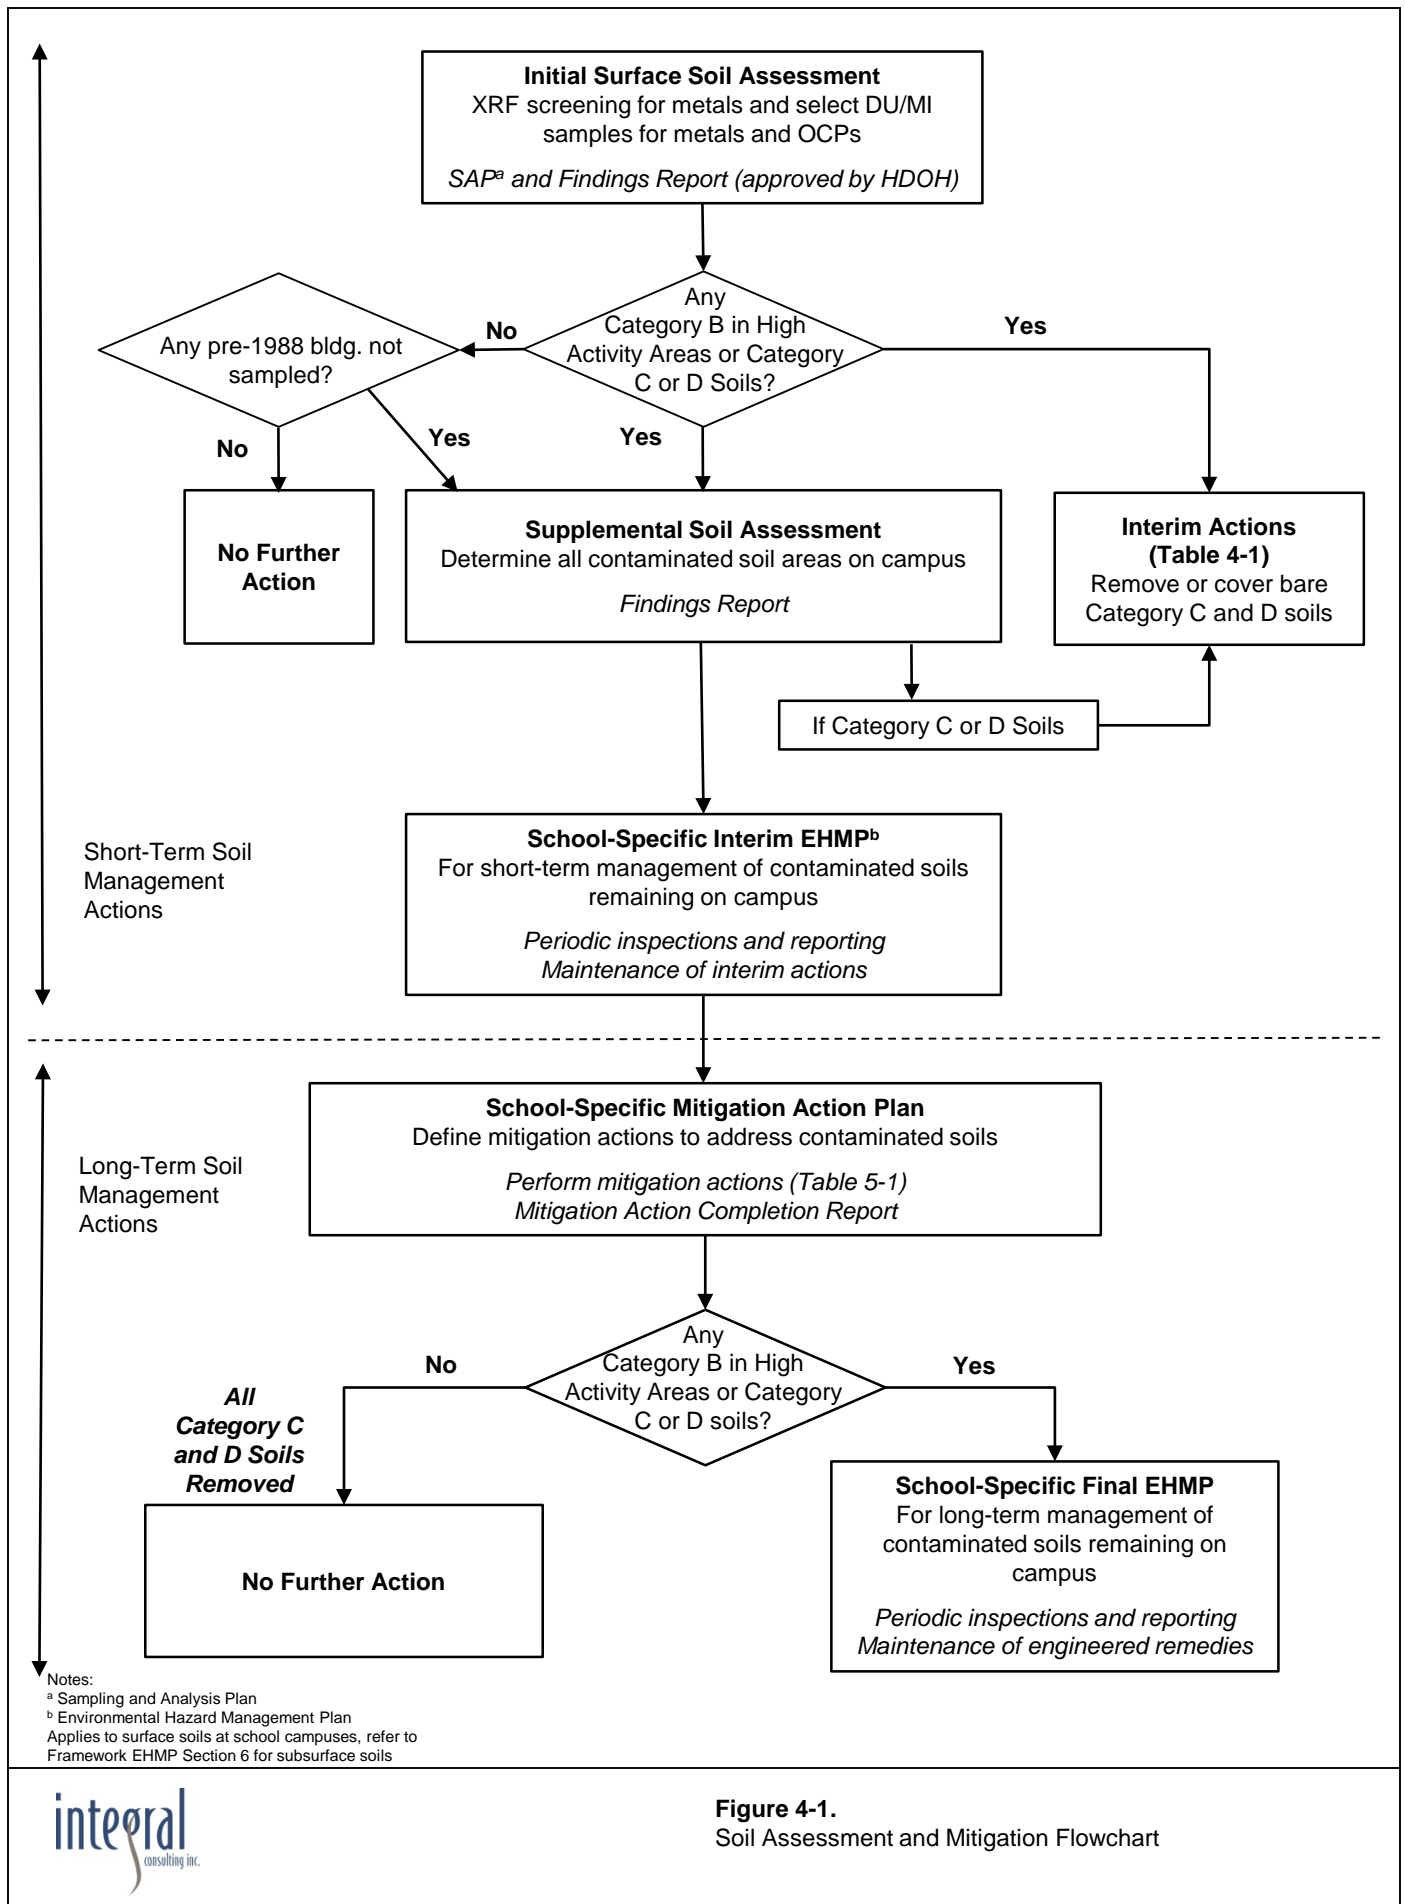 Initial Surface Soil Assessment
XRF screening for metals and select DU/MI
samples for metals and OCPs
SAPᵃ and Findings Report (approved by HDOH)
Any
Category B in High
Activity Areas or Category
C or D Soils?
No
Yes
Any pre-1988 bldg. not
sampled?
No
Yes
Yes
No Further
Action
Supplemental Soil Assessment
Determine all contaminated soil areas on campus
Findings Report
Interim Actions
(Table 4-1)
Remove or cover bare
Category C and D soils
If Category C or D Soils
School-Specific Interim EHMPᵇ
For short-term management of contaminated soils
remaining on campus
Periodic inspections and reporting
Maintenance of interim actions
Short-Term Soil
Management
Actions
School-Specific Mitigation Action Plan
Define mitigation actions to address contaminated soils
Perform mitigation actions (Table 5-1)
Mitigation Action Completion Report
Long-Term Soil
Management
Actions
Any
Category B in High
Activity Areas or Category
C or D soils?
No
Yes
All
Category C
and D Soils
Removed
No Further Action
School-Specific Final EHMP
For long-term management of
contaminated soils remaining on
campus
Periodic inspections and reporting
Maintenance of engineered remedies
Notes:
ᵃ Sampling and Analysis Plan
ᵇ Environmental Hazard Management Plan
Applies to surface soils at school campuses, refer to
Framework EHMP Section 6 for subsurface soils
integral
consulting inc.
Figure 4-1.
Soil Assessment and Mitigation Flowchart